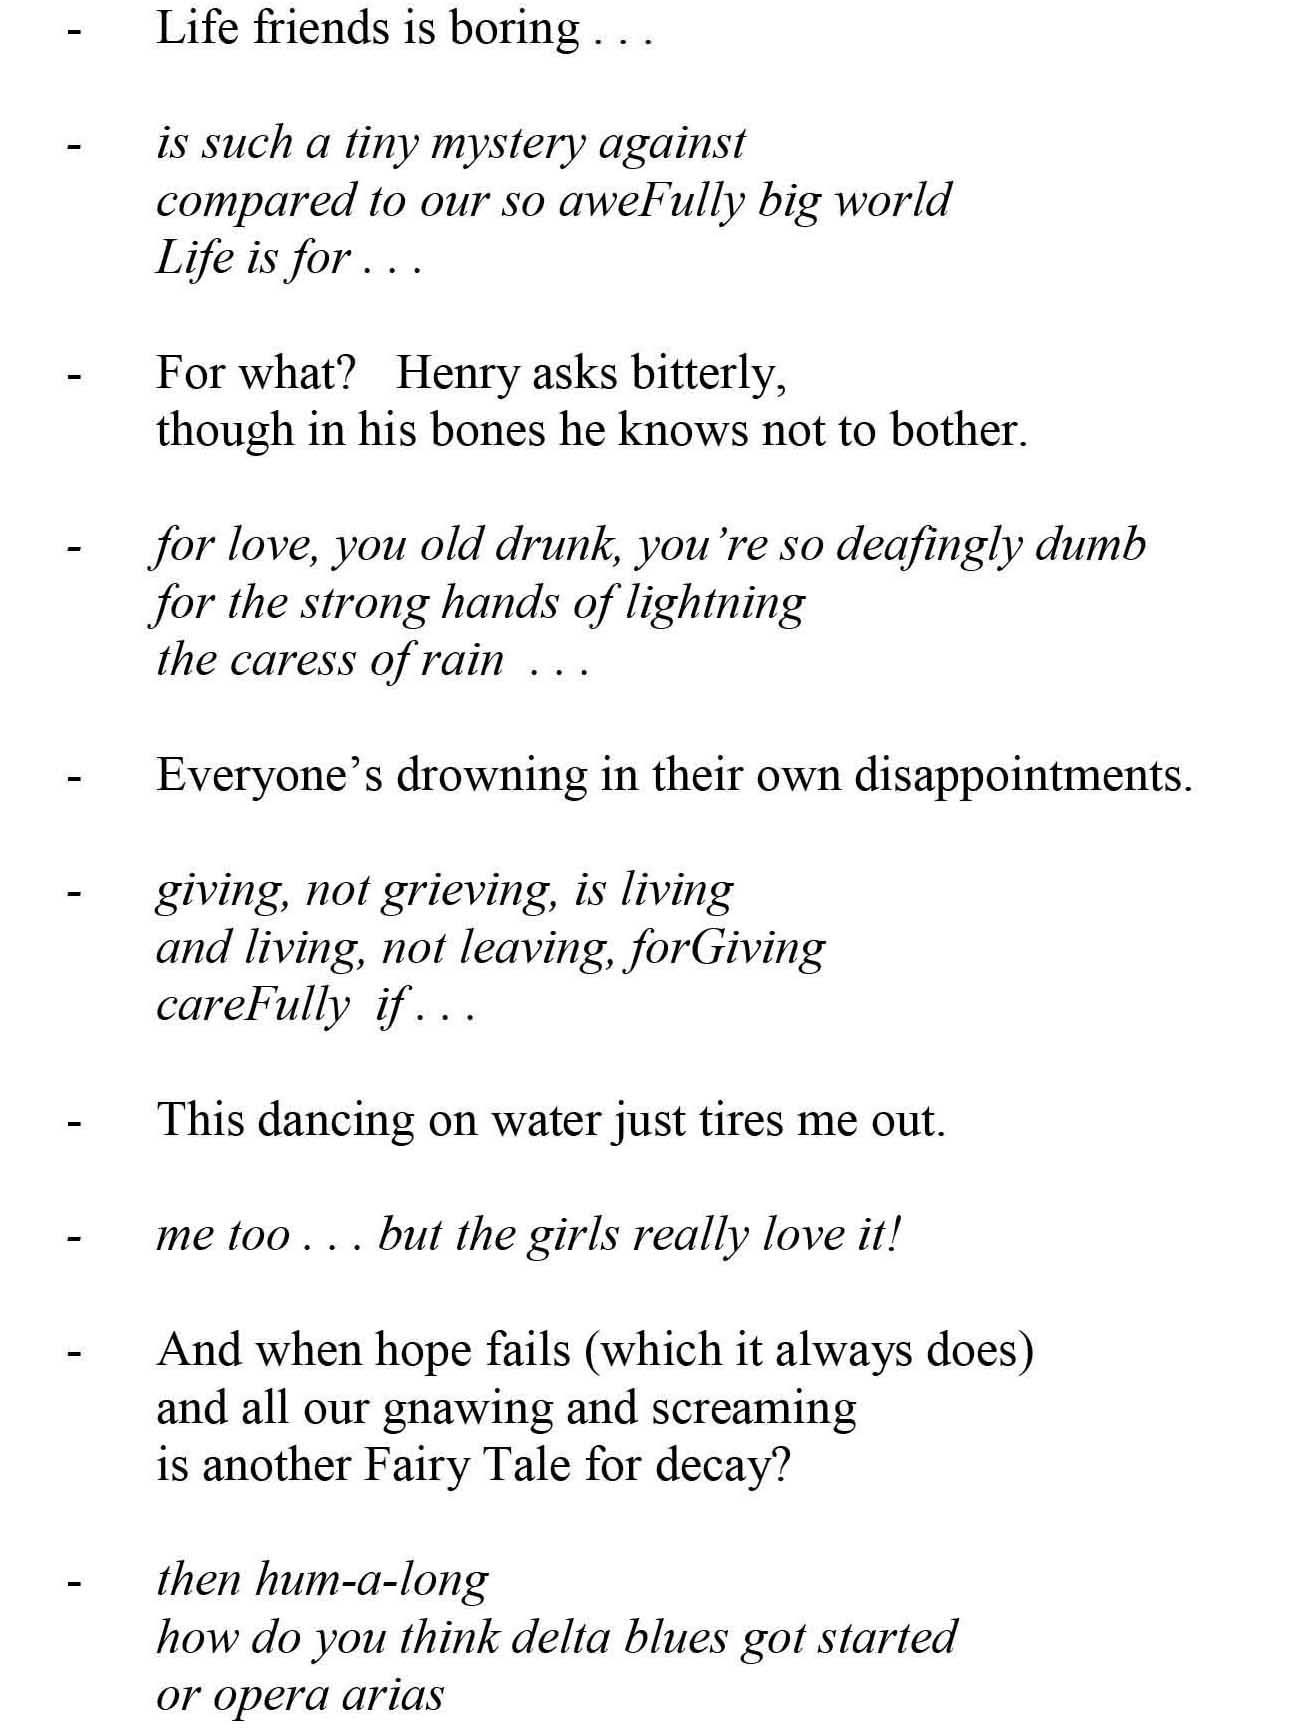 - Life friends is boring . . .
- is such a tiny mystery against
compared to our so aweFully big world
Life is for . . .
- For what?   Henry asks bitterly,
though in his bones he knows not to bother.
- for love, you old drunk, you’re so deafingly dumb
for the strong hands of lightning
the caress of rain  . . .
- Everyone’s drowning in their own disappointments.
- giving, not grieving, is living
and living, not leaving, forGiving
careFully  if . . .
- This dancing on water just tires me out.
- me too . . . but the girls really love it!
- And when hope fails (which it always does)
and all our gnawing and screaming
is another Fairy Tale for decay?
- then hum-a-long
how do you think delta blues got started
or opera arias